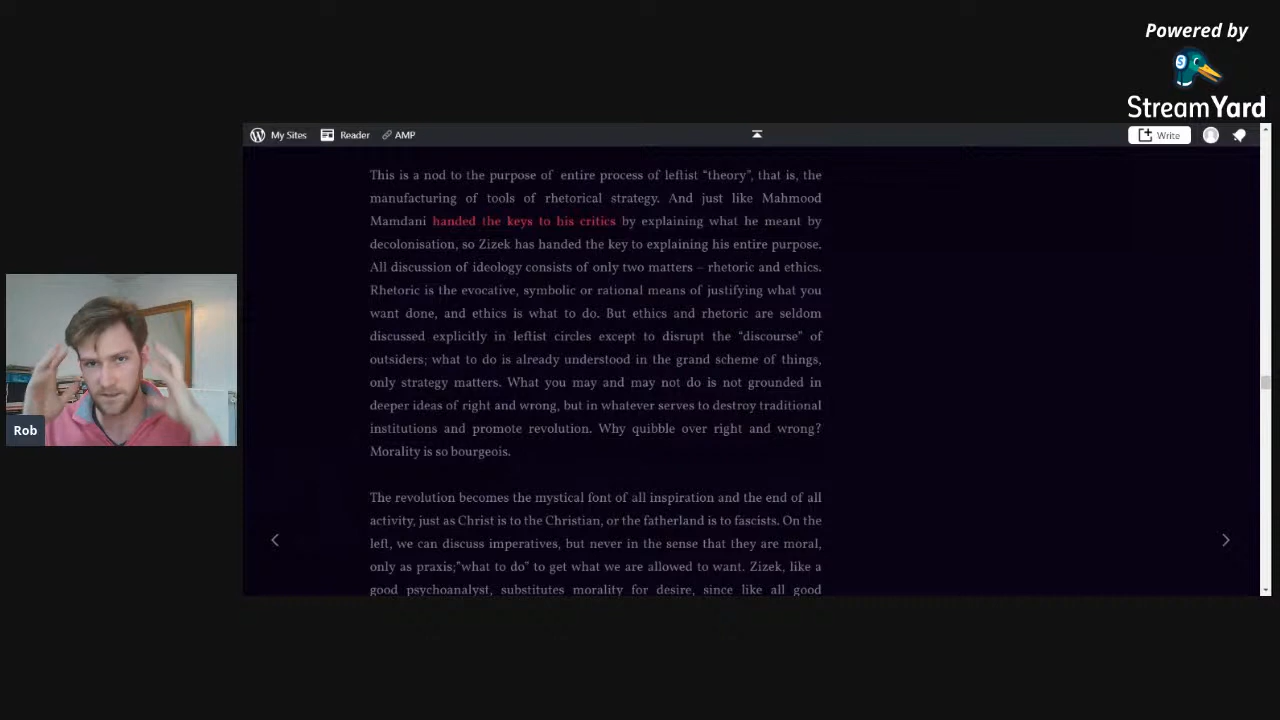 Powered by
StreamYard
My Sites Reader AMP Write
This is a nod to the purpose of entire process of leftist “theory”, that is, the
manufacturing of tools of rhetorical strategy. And just like Mahmood
Mamdani handed the keys to his critics by explaining what he meant by
decolonisation, so Zizek has handed the key to explaining his entire purpose.
All discussion of ideology consists of only two matters – rhetoric and ethics.
Rhetoric is the evocative, symbolic or rational means of justifying what you
want done, and ethics is what to do. But ethics and rhetoric are seldom
discussed explicitly in leftist circles except to disrupt the “discourse” of
outsiders; what to do is already understood in the grand scheme of things,
only strategy matters. What you may and may not do is not grounded in
deeper ideas of right and wrong, but in whatever serves to destroy traditional
institutions and promote revolution. Why quibble over right and wrong?
Morality is so bourgeois.
The revolution becomes the mystical font of all inspiration and the end of all
activity, just as Christ is to the Christian, or the fatherland is to fascists. On the
left, we can discuss imperatives, but never in the sense that they are moral,
only as praxis;”what to do” to get what we are allowed to want. Zizek, like a
good psychoanalyst, substitutes morality for desire, since like all good
Rob